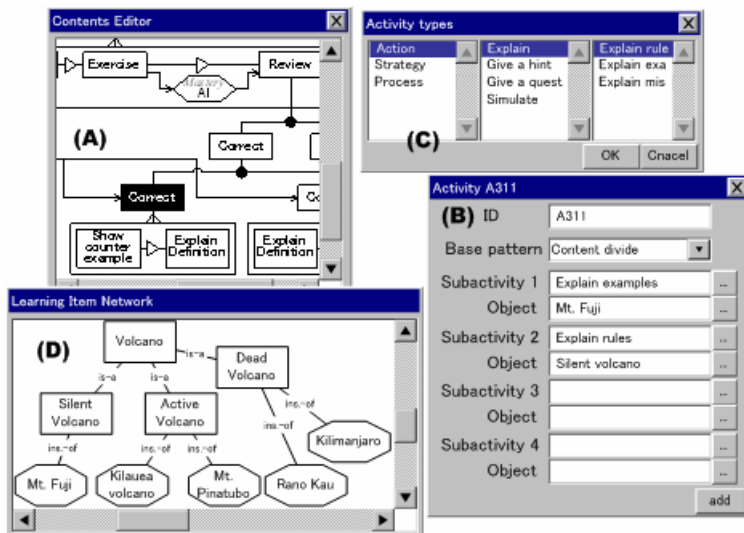 Contents Editor
Exercise
Review
Mastery
AI
(A)
Correct
Correct
Show
counter
example
Explain
Definition
Explain
Definition
Activity types
Action
Strategy
Process
Explain
Give a hint
Give a quest
Simulate
Explain rule
Explain exa
Explain mis
(C)
OK
Cnacel
Activity A311
(B) ID
A311
Base pattern
Content divide
Subactivity 1
Explain examples
...
Object
Mt. Fuji
...
Subactivity 2
Explain rules
...
Object
Silent volcano
...
Subactivity 3
...
Object
...
Subactivity 4
...
Object
...
add
Learning Item Network
(D)
Volcano
is-a
Dead
Volcano
is-a
is-a
Silent
Volcano
Active
Volcano
ins.-of
ins.-of
ins.-of
ins.-of
ins.-of
Kilimanjaro
Mt. Fuji
Kilauea
volcano
Mt.
Pinatubo
Rano Kau